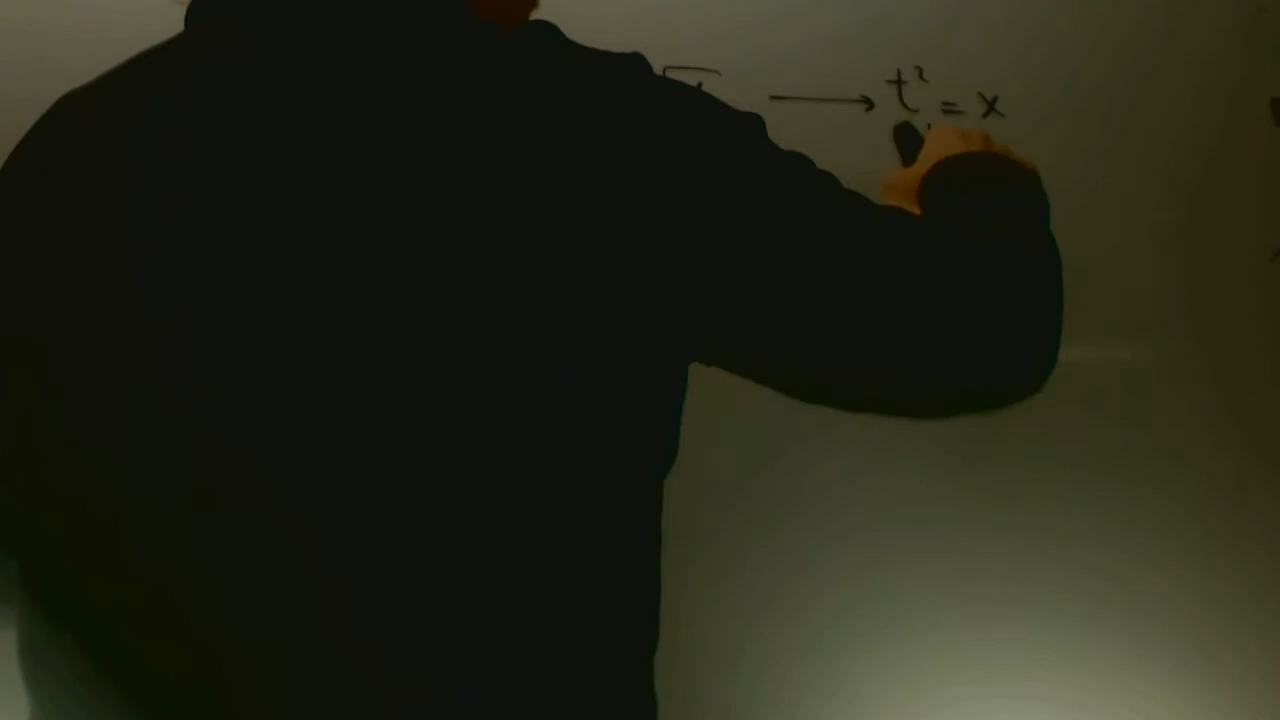 → t² = x